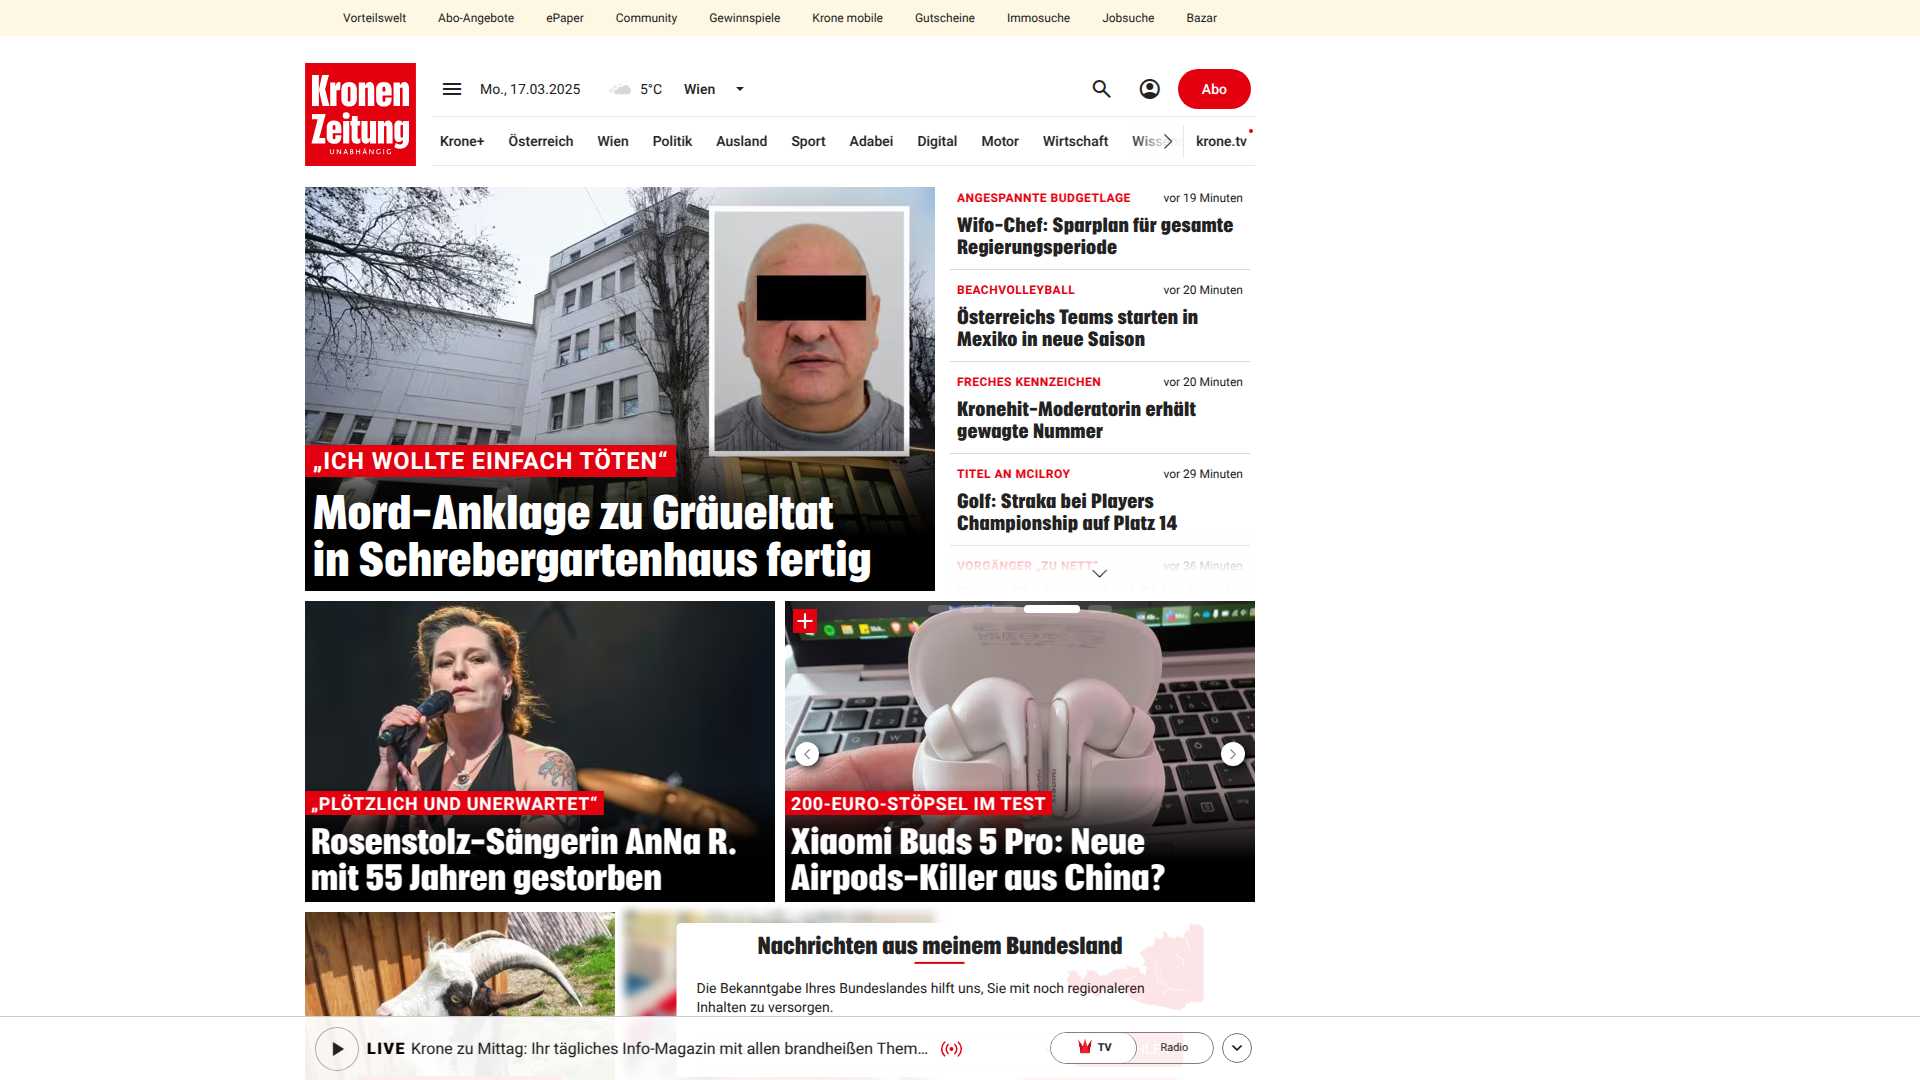 Vorteilswelt Abo-Angebote ePaper Community Gewinnspiele Krone mobile Gutscheine Immosuche Jobsuche Bazar
Kronen
Zeitung
UNABHÄNGIG
Mo., 17.03.2025 5°C Wien Abo
Krone+ Österreich Wien Politik Ausland Sport Adabei Digital Motor Wirtschaft Wiss krone.tv
„ICH WOLLTE EINFACH TÖTEN“
Mord-Anklage zu Gräueltat
in Schrebergartenhaus fertig
ANGESPANNTE BUDGETLAGE vor 19 Minuten
Wifo-Chef: Sparplan für gesamte
Regierungsperiode
BEACHVOLLEYBALL vor 20 Minuten
Österreichs Teams starten in
Mexiko in neue Saison
FRECHES KENNZEICHEN vor 20 Minuten
Kronehit-Moderatorin erhält
gewagte Nummer
TITEL AN MCILROY vor 29 Minuten
Golf: Straka bei Players
Championship auf Platz 14
VORGÄNGER „ZU NETT“ vor 36 Minuten
„PLÖTZLICH UND UNERWARTET“
Rosenstolz-Sängerin AnNa R.
mit 55 Jahren gestorben
200-EURO-STÖPSEL IM TEST
Xiaomi Buds 5 Pro: Neue
Airpods-Killer aus China?
Nachrichten aus meinem Bundesland
Die Bekanntgabe Ihres Bundeslandes hilft uns, Sie mit noch regionaleren
Inhalten zu versorgen.
LIVE Krone zu Mittag: Ihr tägliches Info-Magazin mit allen brandheißen Them... TV Radio